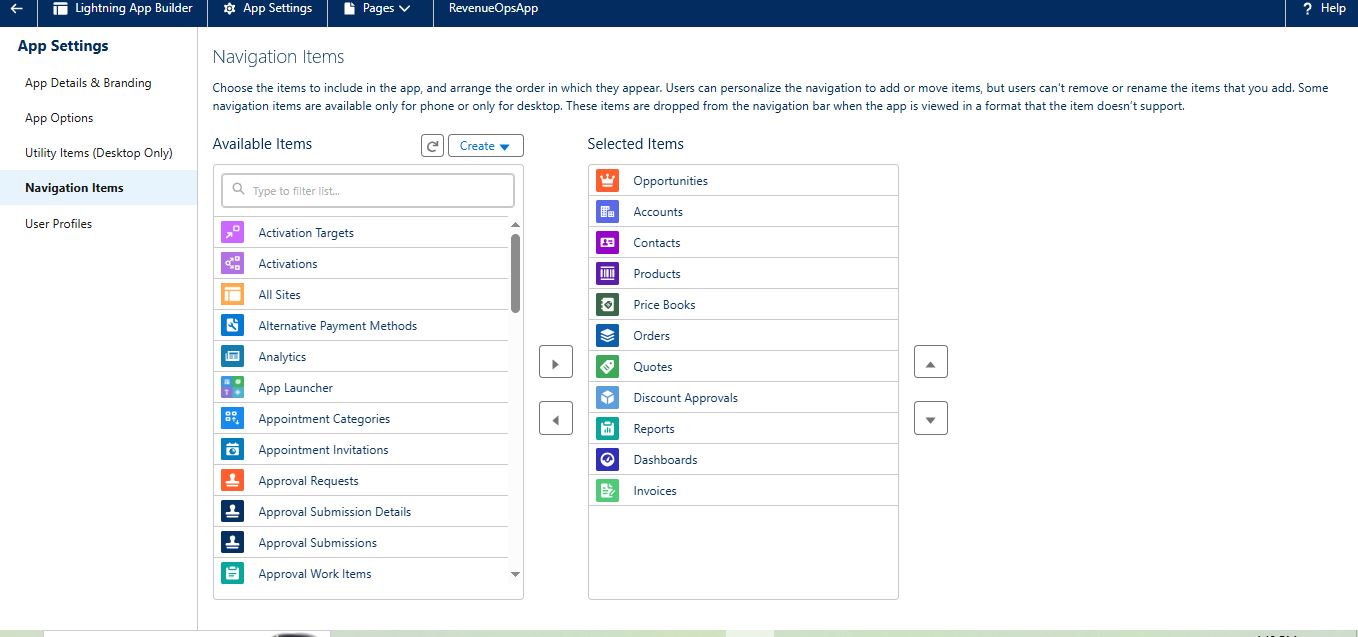 Lightning App Builder App Settings Pages RevenueOpsApp ? Help
App Settings
App Details & Branding
App Options
Utility Items (Desktop Only)
Navigation Items
User Profiles
Navigation Items
Choose the items to include in the app, and arrange the order in which they appear. Users can personalize the navigation to add or move items, but users can't remove or rename the items that you add. Some
navigation items are available only for phone or only for desktop. These items are dropped from the navigation bar when the app is viewed in a format that the item doesn't support.
Available Items
Create
Type to filter list...
Activation Targets
Activations
All Sites
Alternative Payment Methods
Analytics
App Launcher
Appointment Categories
Appointment Invitations
Approval Requests
Approval Submission Details
Approval Submissions
Approval Work Items
Selected Items
Opportunities
Accounts
Contacts
Products
Price Books
Orders
Quotes
Discount Approvals
Reports
Dashboards
Invoices